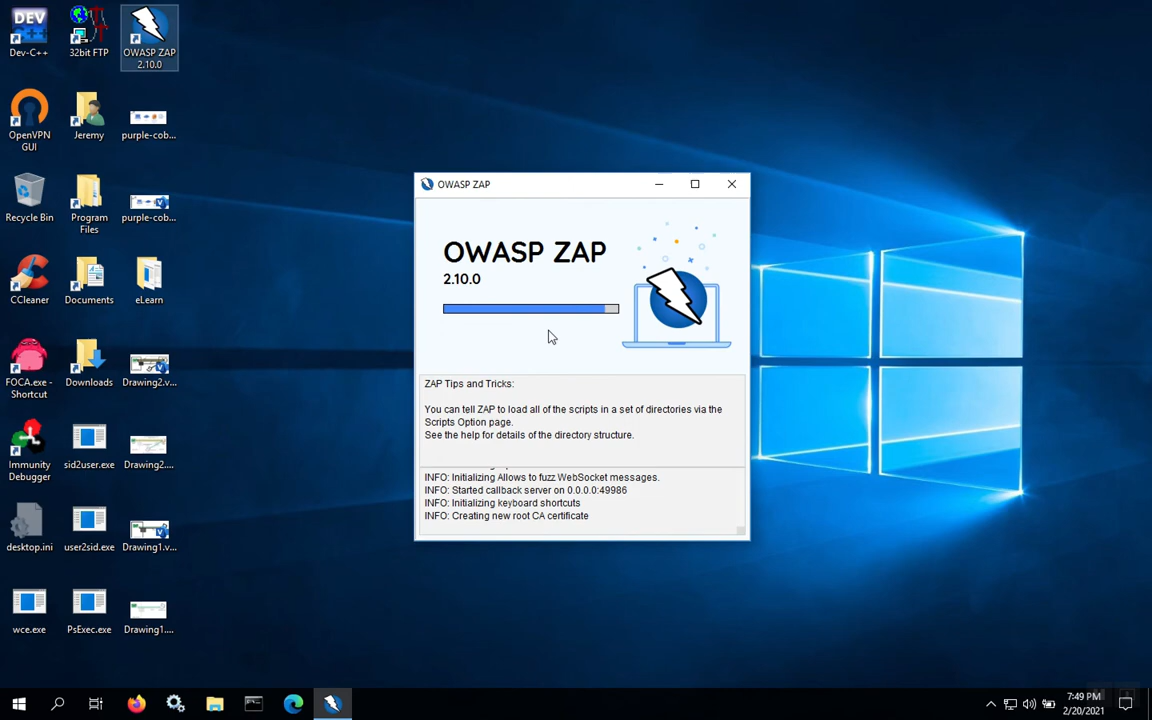 Dev-C++
32bit FTP
OWASP ZAP
2.10.0
OpenVPN
GUI
Jeremy
purple-cob...
Recycle Bin
Program
Files
purple-cob...
CCleaner
Documents
eLearn
FOCA.exe -
Shortcut
Downloads
Drawing2.v...
Immunity
Debugger
sid2user.exe
Drawing2....
desktop.ini
user2sid.exe
Drawing1.v...
wce.exe
PsExec.exe
Drawing1....
OWASP ZAP
OWASP ZAP
2.10.0
ZAP Tips and Tricks:
You can tell ZAP to load all of the scripts in a set of directories via the
Scripts Option page.
See the help for details of the directory structure.
INFO: Initializing Allows to fuzz WebSocket messages.
INFO: Started callback server on 0.0.0.0:49986
INFO: Initializing keyboard shortcuts
INFO: Creating new root CA certificate
7:49 PM
2/20/2021